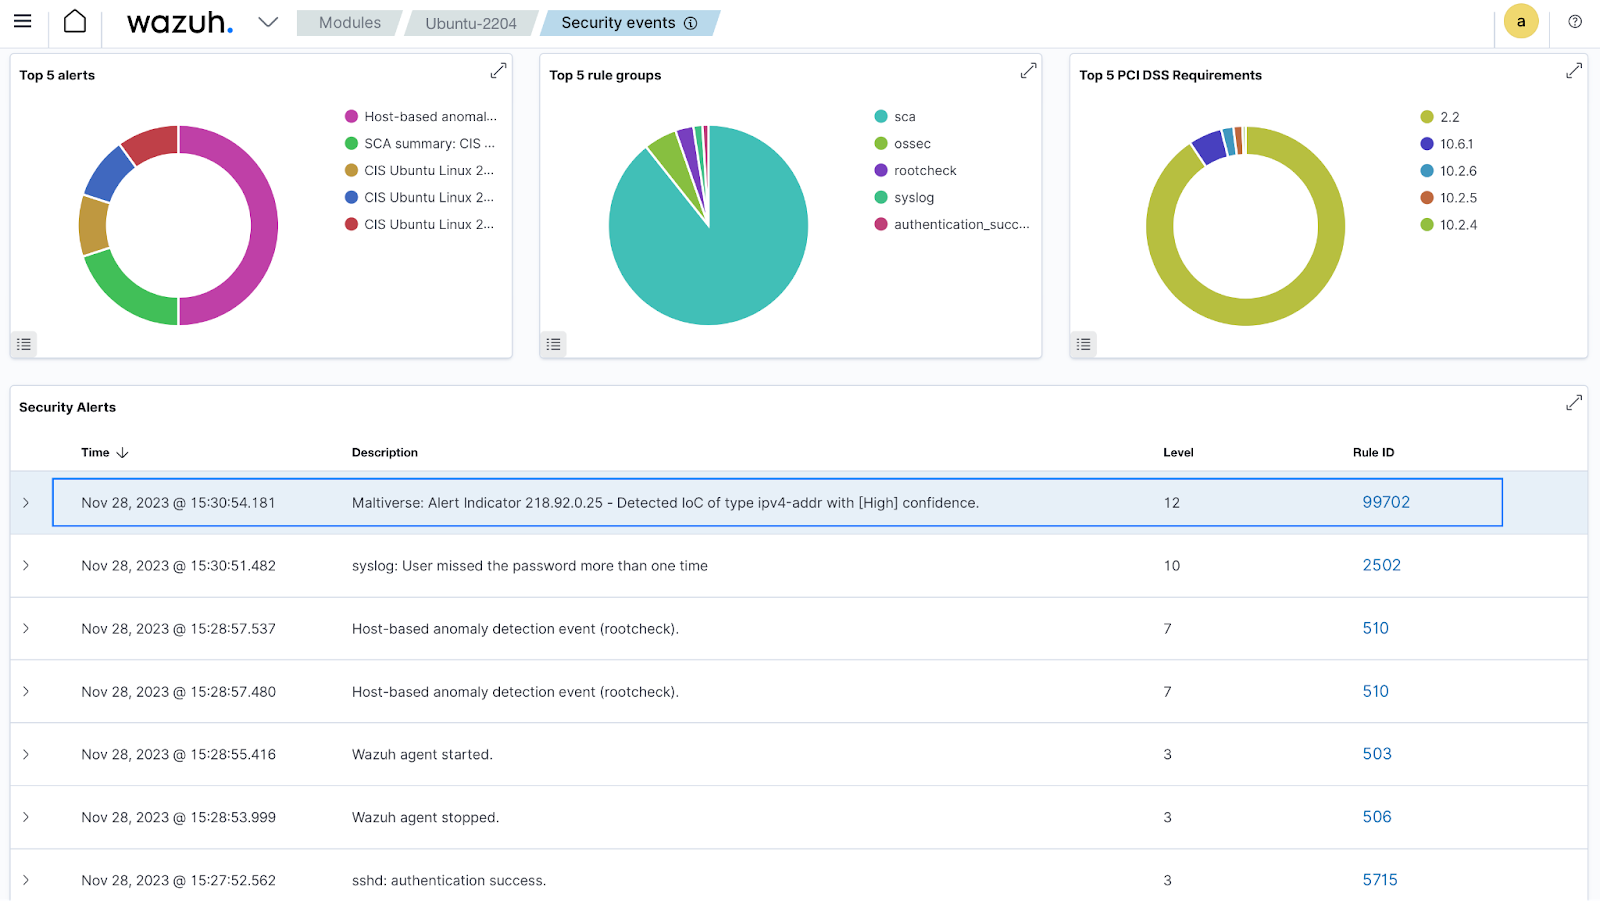 wazuh.
Modules
Ubuntu-2204
Security events
a
Top 5 alerts
Host-based anomal...
SCA summary: CIS ...
CIS Ubuntu Linux 2...
CIS Ubuntu Linux 2...
CIS Ubuntu Linux 2...
Top 5 rule groups
sca
ossec
rootcheck
syslog
authentication_succ...
Top 5 PCI DSS Requirements
2.2
10.6.1
10.2.6
10.2.5
10.2.4
Security Alerts
Time Description Level Rule ID
Nov 28, 2023 @ 15:30:54.181 Maltiverse: Alert Indicator 218.92.0.25 - Detected IoC of type ipv4-addr with [High] confidence. 12 99702
Nov 28, 2023 @ 15:30:51.482 syslog: User missed the password more than one time 10 2502
Nov 28, 2023 @ 15:28:57.537 Host-based anomaly detection event (rootcheck). 7 510
Nov 28, 2023 @ 15:28:57.480 Host-based anomaly detection event (rootcheck). 7 510
Nov 28, 2023 @ 15:28:55.416 Wazuh agent started. 3 503
Nov 28, 2023 @ 15:28:53.999 Wazuh agent stopped. 3 506
Nov 28, 2023 @ 15:27:52.562 sshd: authentication success. 3 5715